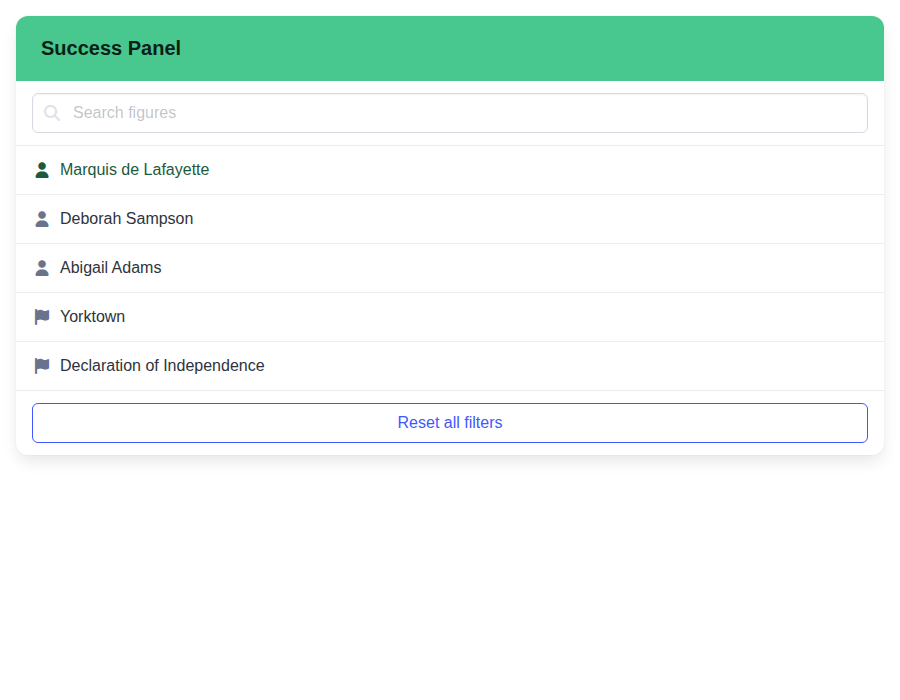 Success Panel
Search figures
Marquis de Lafayette
Deborah Sampson
Abigail Adams
Yorktown
Declaration of Independence
Reset all filters